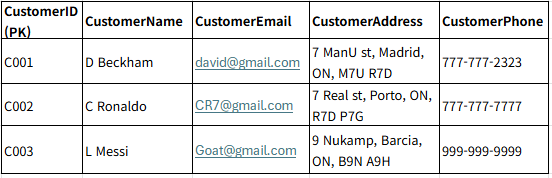 CustomerID CustomerName CustomerEmail CustomerAddress CustomerPhone
(PK)
C001 D Beckham david@gmail.com 7 ManU st, Madrid, 777-777-2323
ON, M7U R7D
C002 C Ronaldo CR7@gmail.com 7 Real st, Porto, ON, 777-777-7777
R7D P7G
C003 L Messi Goat@gmail.com 9 Nukamp, Barcia, 999-999-9999
ON, B9N A9H